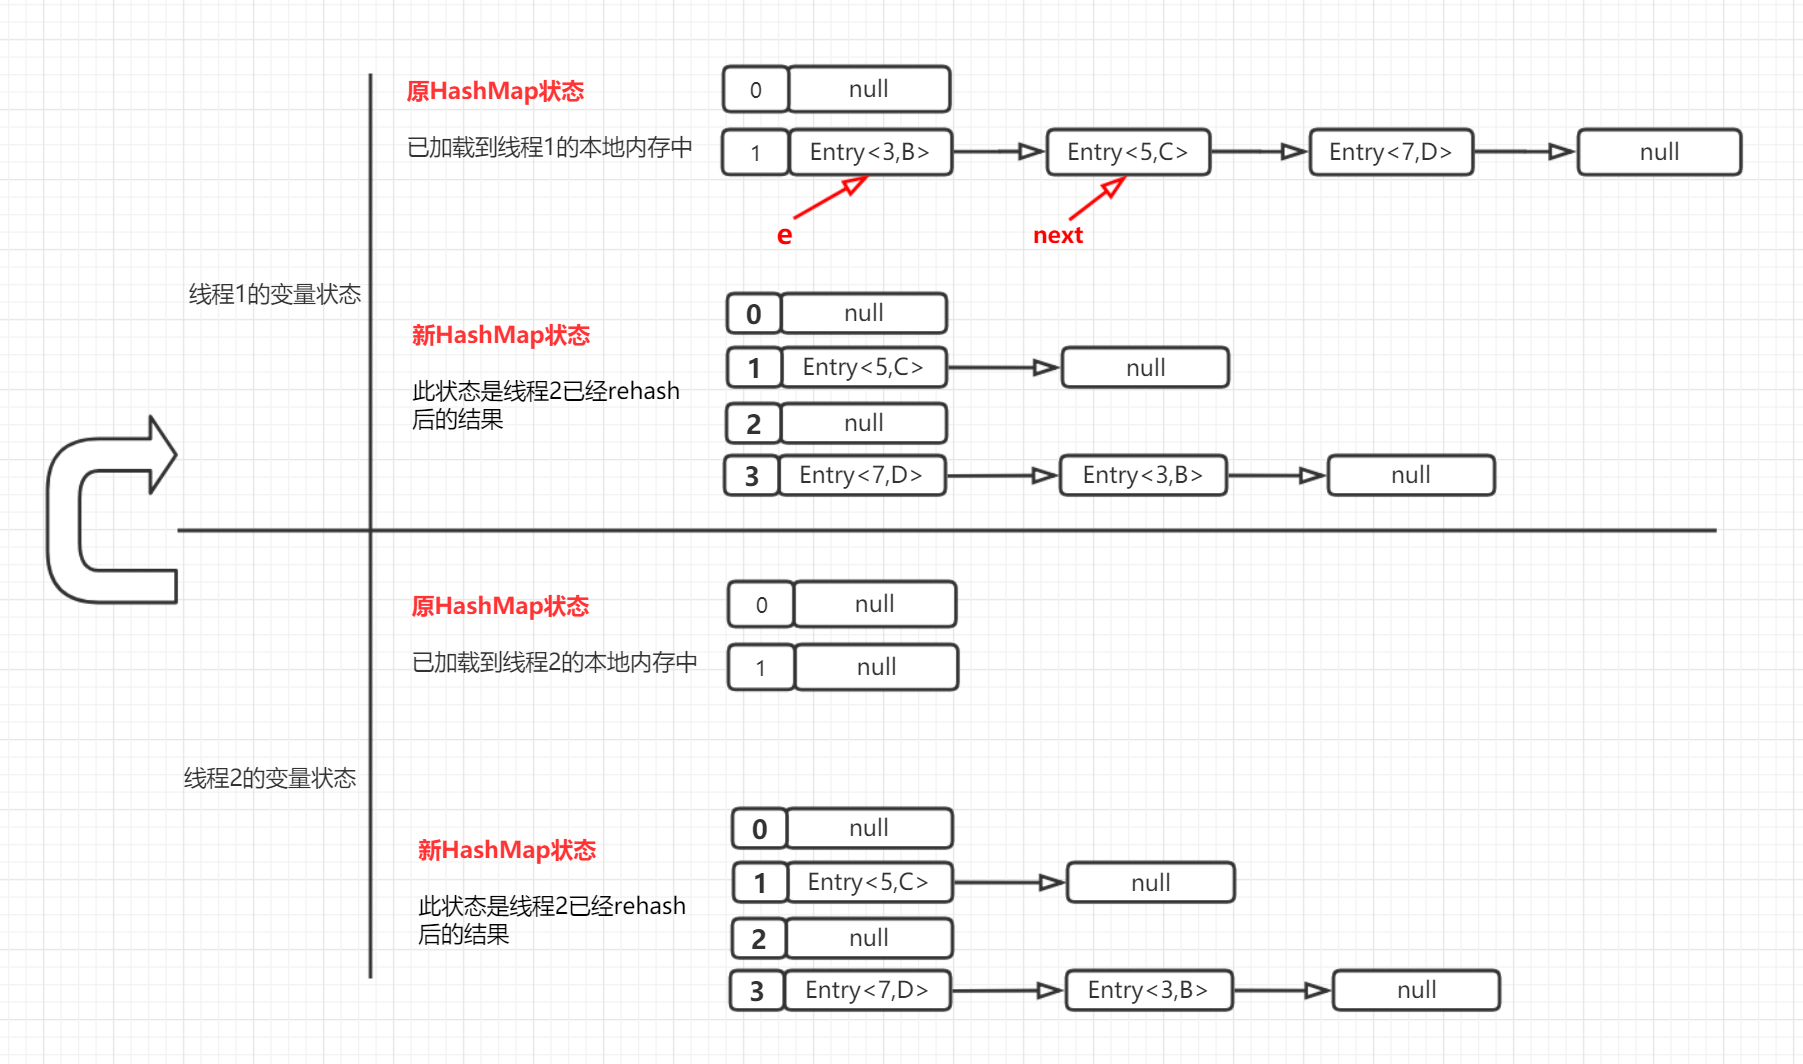 原HashMap状态
0 null
已加载到线程1的本地内存中
1 Entry<3,B> Entry<5,C> Entry<7,D> null
e next
线程1的变量状态
新HashMap状态
此状态是线程2已经rehash
后的结果
0 null
1 Entry<5,C> null
2 null
3 Entry<7,D> Entry<3,B> null
原HashMap状态
0 null
已加载到线程2的本地内存中
1 null
线程2的变量状态
新HashMap状态
此状态是线程2已经rehash
后的结果
0 null
1 Entry<5,C> null
2 null
3 Entry<7,D> Entry<3,B> null